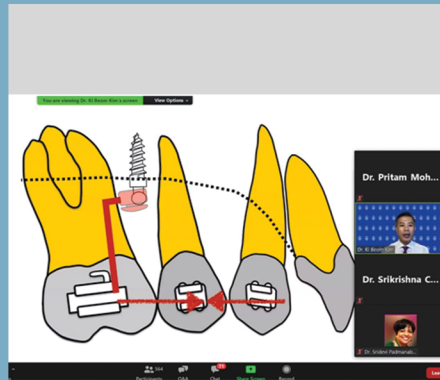 You are viewing Dr. Ki Beom Kim's screen
View Options
Dr. Pritam Moh...
Dr. Ki Beom Kim
Dr. Srikrishna C...
Dr. Sridevi Padmanab...
Participants
Q&A
Chat
Share Screen
Record
Lea